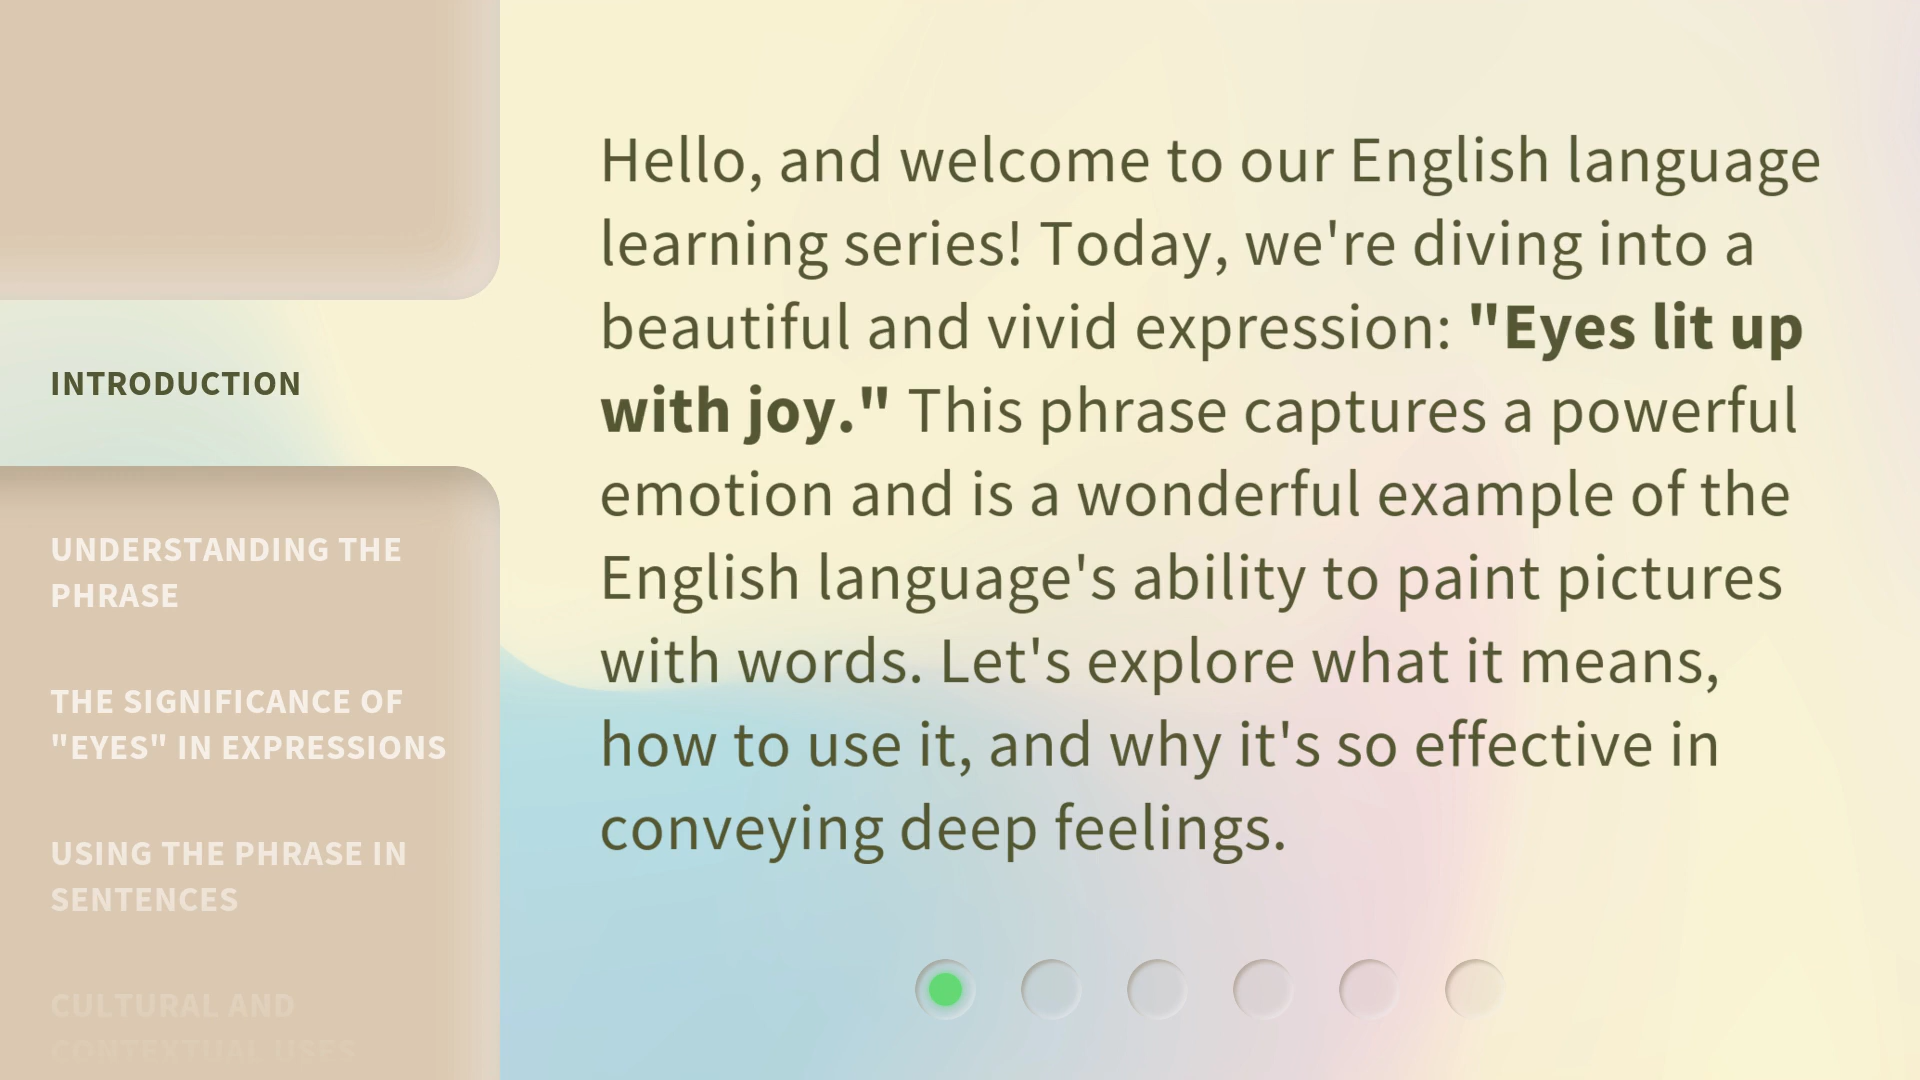 INTRODUCTION
UNDERSTANDING THE
PHRASE
THE SIGNIFICANCE OF
"EYES" IN EXPRESSIONS
USING THE PHRASE IN
SENTENCES
CULTURAL AND
CONTEXTUAL USES
Hello, and welcome to our English language
learning series! Today, we're diving into a
beautiful and vivid expression: "Eyes lit up
with joy." This phrase captures a powerful
emotion and is a wonderful example of the
English language's ability to paint pictures
with words. Let's explore what it means,
how to use it, and why it's so effective in
conveying deep feelings.